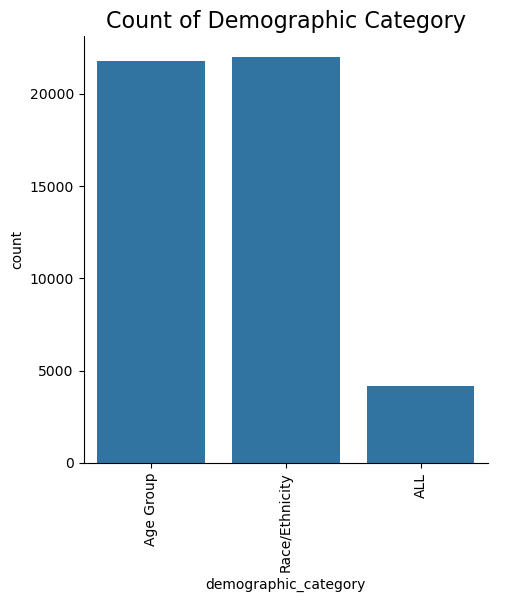 Count of Demographic Category
count
20000
15000
10000
5000
0
Age Group
Race/Ethnicity
ALL
demographic_category